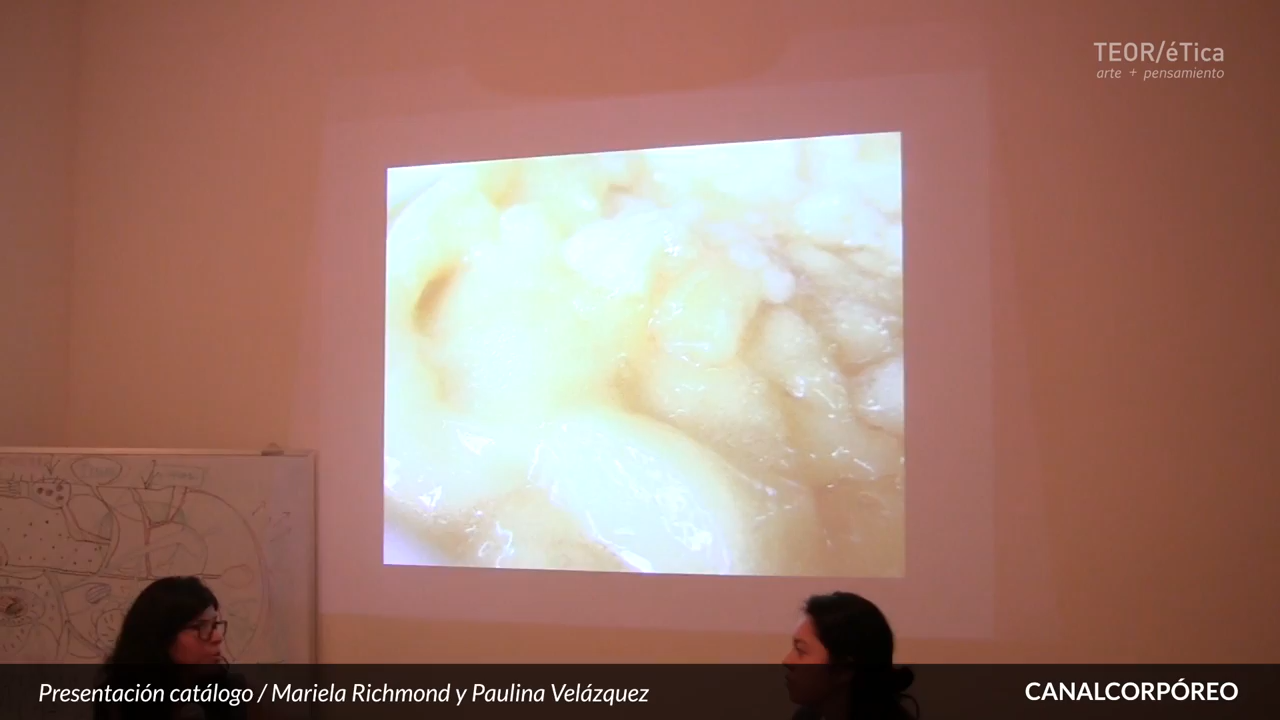 TEOR/éTica
arte + pensamiento
Presentación catálogo / Mariela Richmond y Paulina Velázquez
CANALCORPÓREO